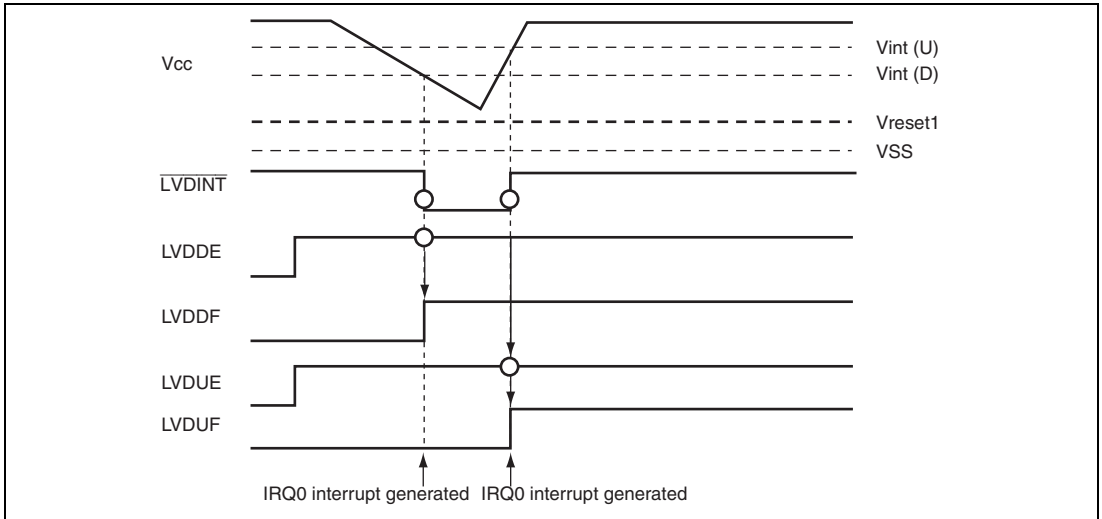 Vcc
Vint (U)
Vint (D)
Vreset1
VSS
LVDINT
LVDDE
LVDDF
LVDUE
LVDUF
IRQ0 interrupt generated IRQ0 interrupt generated